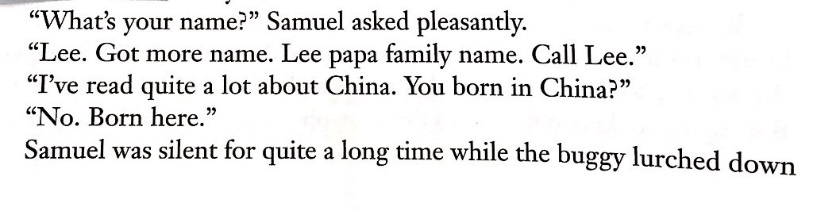 “What’s your name?” Samuel asked pleasantly.
“Lee. Got more name. Lee papa family name. Call Lee.”
“I’ve read quite a lot about China. You born in China?”
“No. Born here.”
Samuel was silent for quite a long time while the buggy lurched down